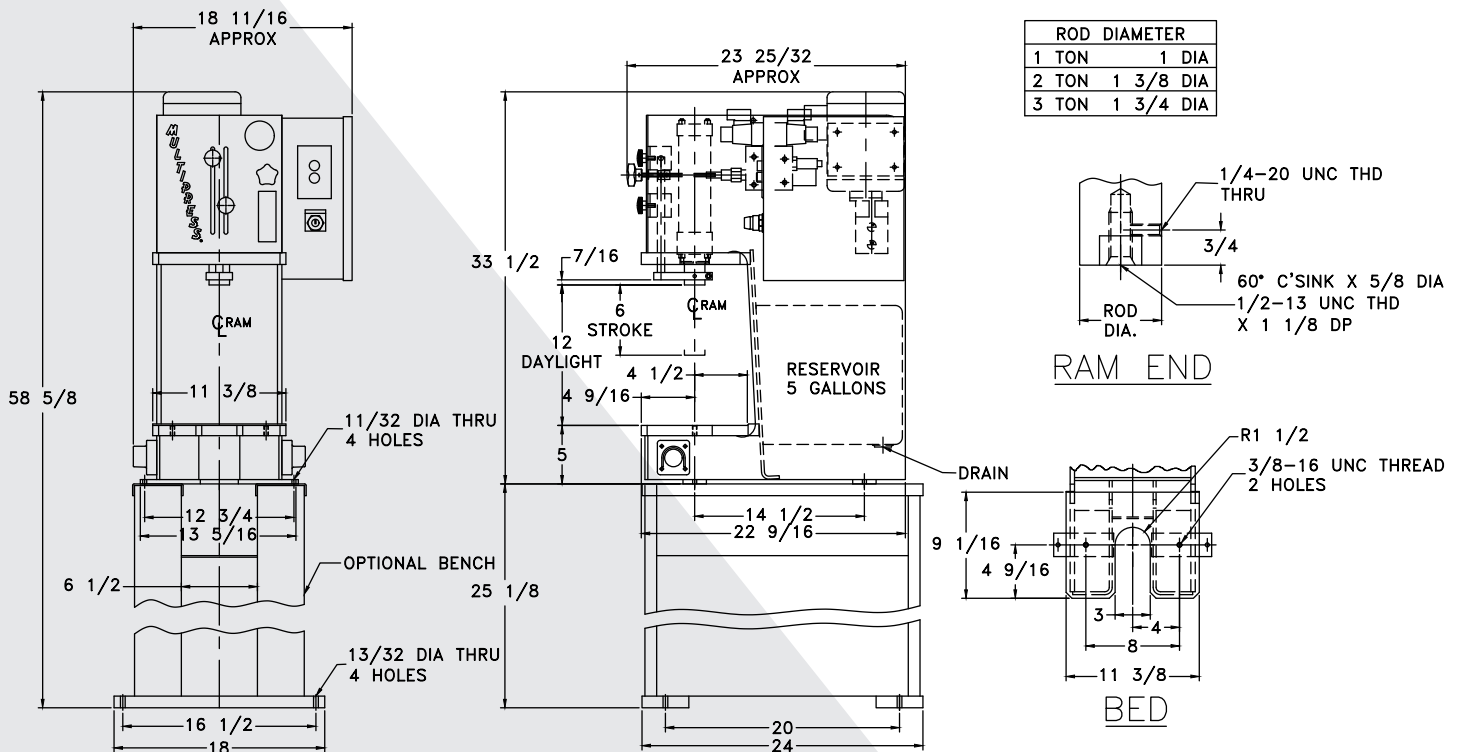 18 11/16
APPROX
MULTIPRESS
℄ RAM
58 5/8
11 3/8
11/32 DIA THRU
4 HOLES
12 3/4
13 5/16
6 1/2
OPTIONAL BENCH
13/32 DIA THRU
4 HOLES
16 1/2
18
23 25/32
APPROX
33 1/2
7/16
6
STROKE
℄ RAM
12
DAYLIGHT
4 1/2
4 9/16
RESERVOIR
5 GALLONS
5
DRAIN
14 1/2
22 9/16
25 1/8
20
24
ROD DIAMETER
1 TON 1 DIA
2 TON 1 3/8 DIA
3 TON 1 3/4 DIA
1/4-20 UNC THD
THRU
3/4
60° C'SINK X 5/8 DIA
1/2-13 UNC THD
X 1 1/8 DP
ROD
DIA.
RAM END
R1 1/2
3/8-16 UNC THREAD
2 HOLES
9 1/16
4 9/16
3
4
8
11 3/8
BED